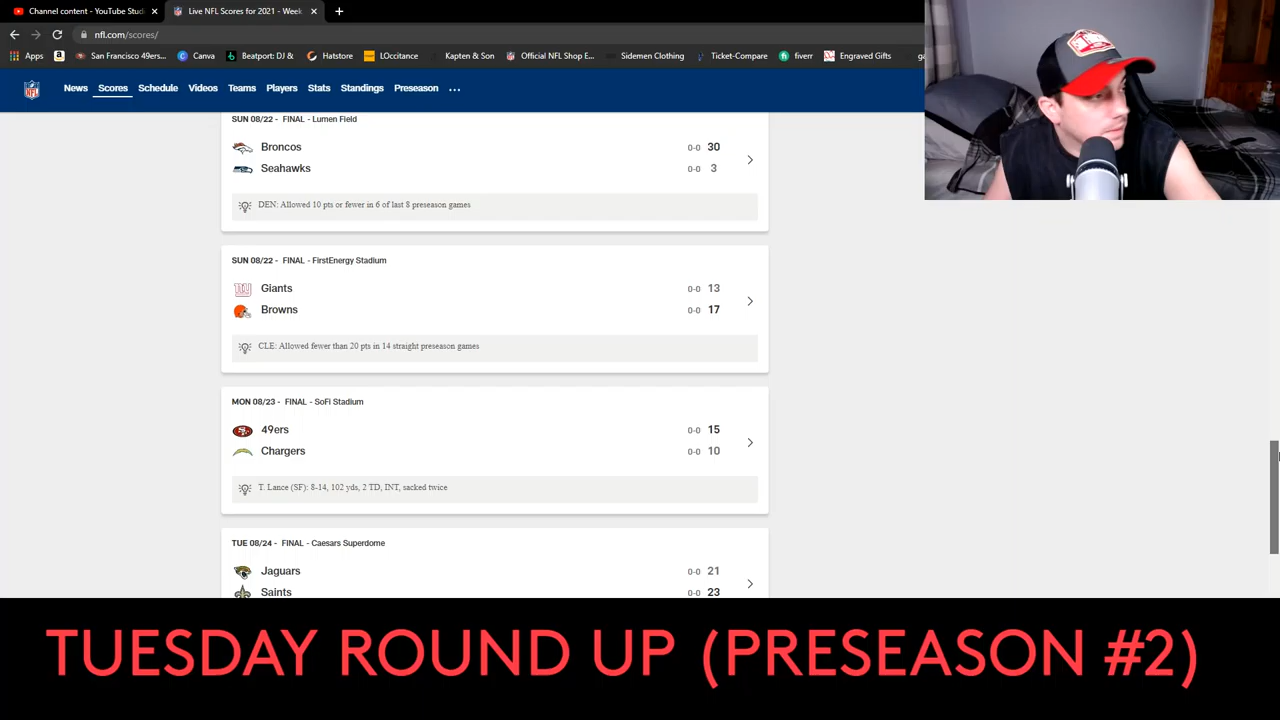 Channel content - YouTube Studi
Live NFL Scores for 2021 - Week
nfl.com/scores/
Apps
San Francisco 49ers...
Canva
Beatport: DJ &
Hatstore
LOccitance
Kapten & Son
Official NFL Shop E...
Sidemen Clothing
Ticket-Compare
fiverr
Engraved Gifts
ga
News Scores Schedule Videos Teams Players Stats Standings Preseason ...
SUN 08/22 - FINAL - Lumen Field
Broncos 0-0 30
Seahawks 0-0 3
DEN: Allowed 10 pts or fewer in 6 of last 8 preseason games
SUN 08/22 - FINAL - FirstEnergy Stadium
Giants 0-0 13
Browns 0-0 17
CLE: Allowed fewer than 20 pts in 14 straight preseason games
MON 08/23 - FINAL - SoFi Stadium
49ers 0-0 15
Chargers 0-0 10
T. Lance (SF): 8-14, 102 yds, 2 TD, INT, sacked twice
TUE 08/24 - FINAL - Caesars Superdome
Jaguars 0-0 21
Saints 0-0 23
TUESDAY ROUND UP (PRESEASON #2)